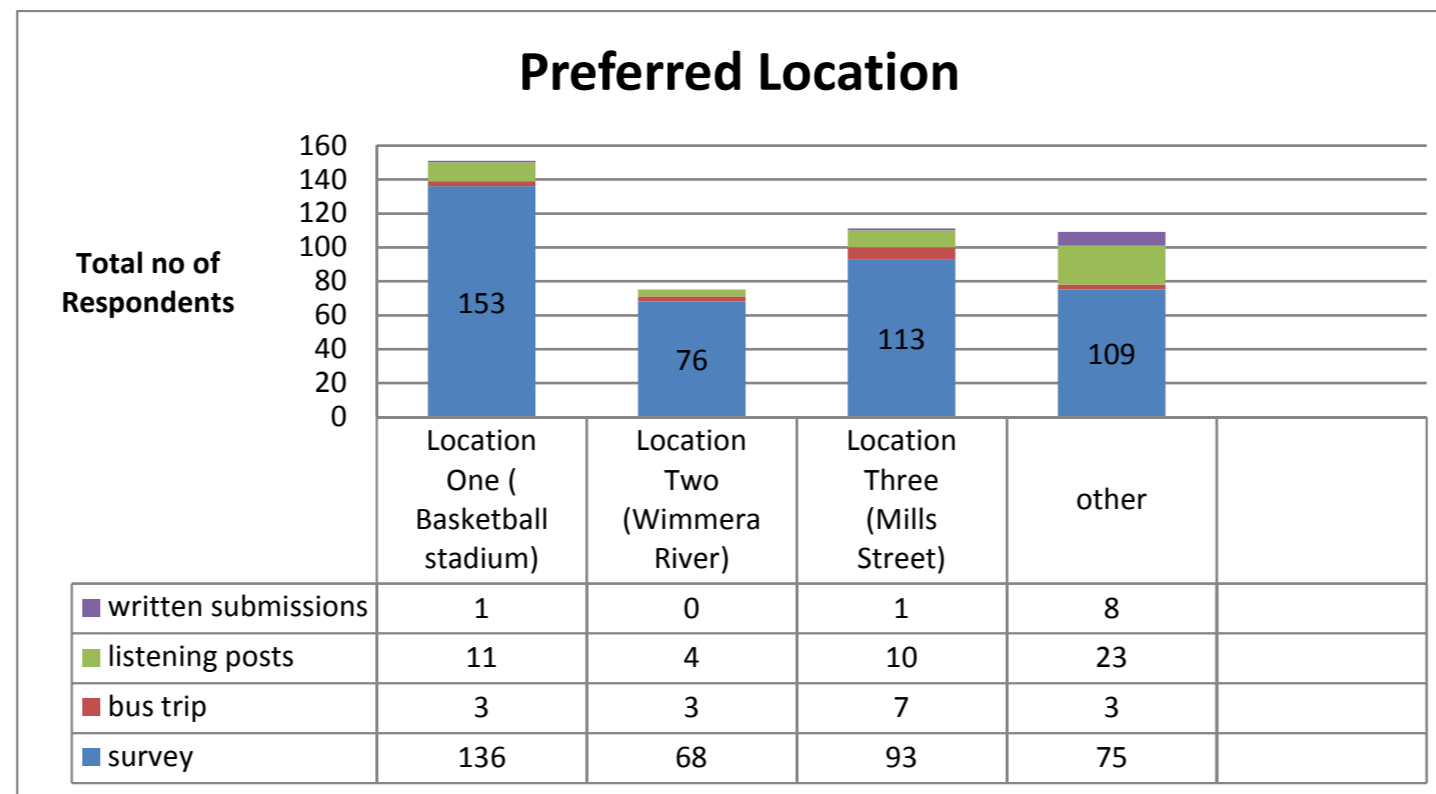 Preferred Location
160
140
120
100
80
60
40
20
0
Total no of
Respondents
153
76
113
109
Location
One (
Basketball
stadium)
Location
Two
(Wimmera
River)
Location
Three
(Mills
Street)
other
written submissions 1 0 1 8
listening posts 11 4 10 23
bus trip 3 3 7 3
survey 136 68 93 75